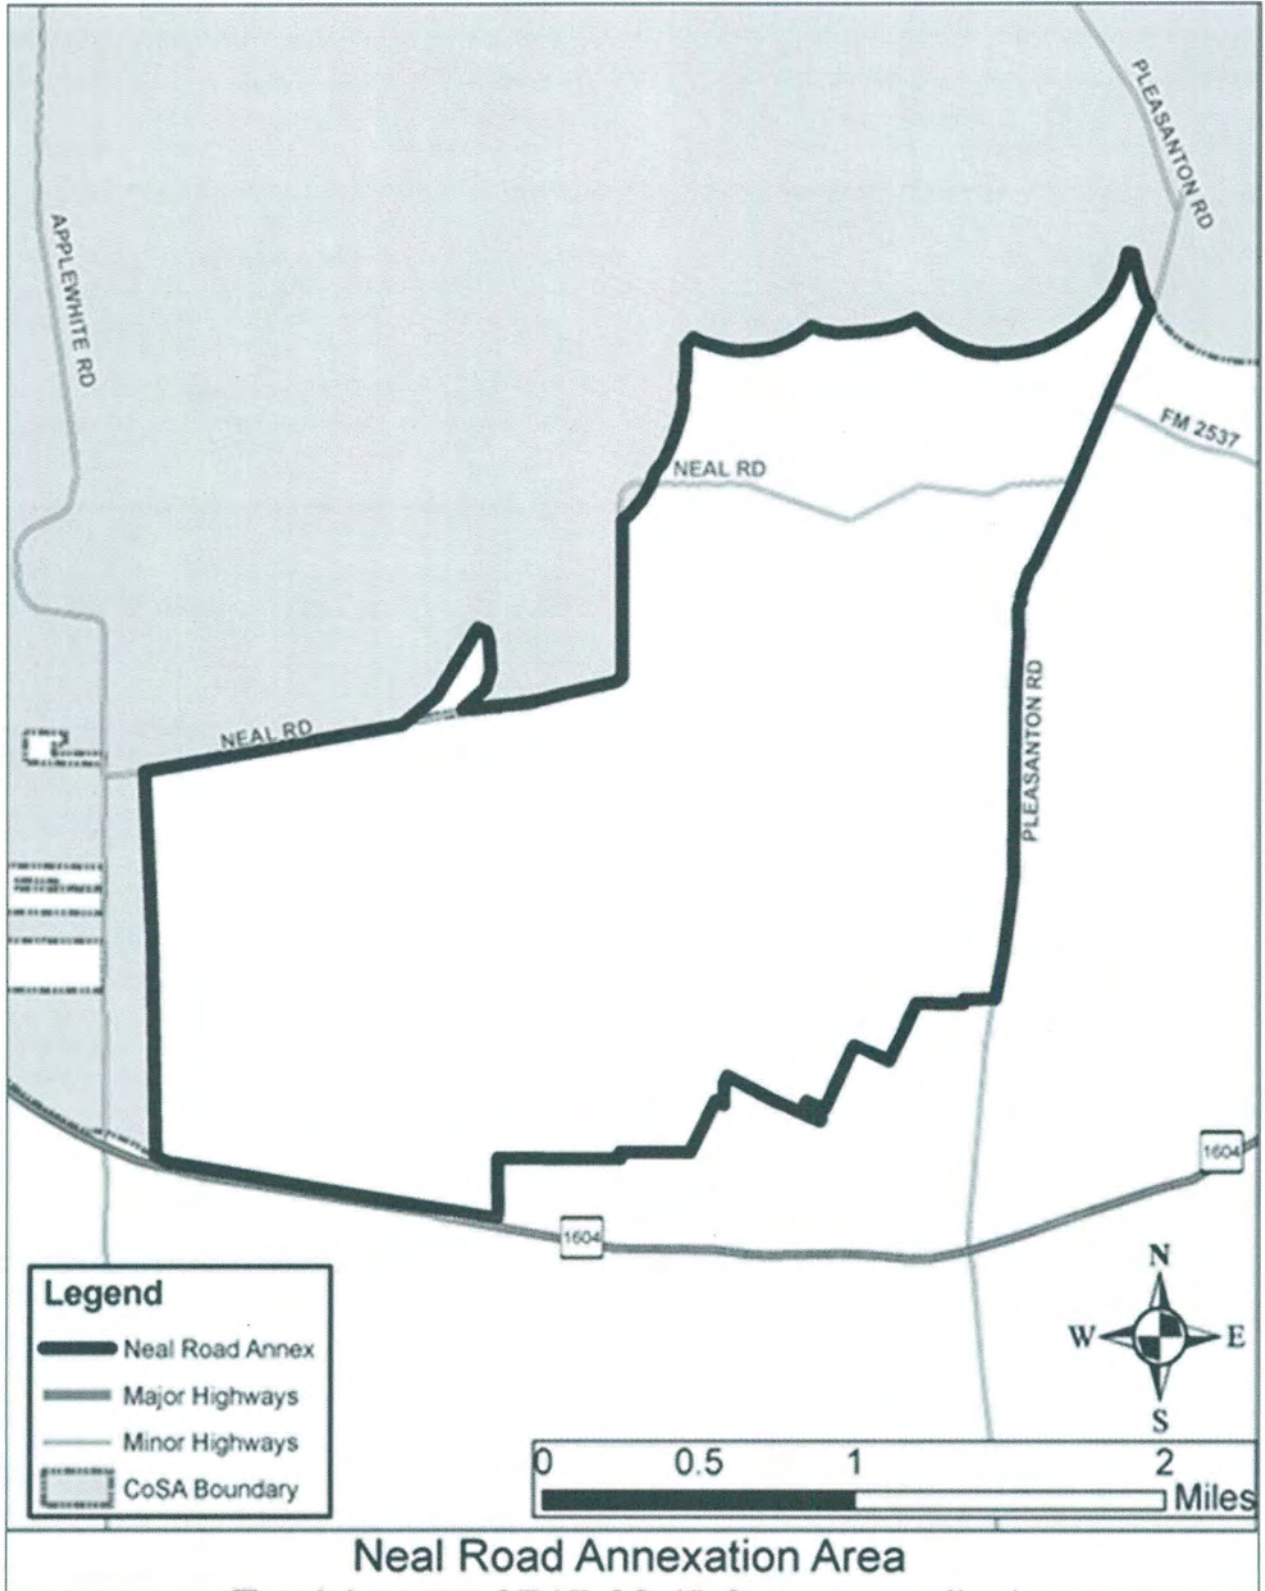 PLEASANTON RD
APPLEWHITE RD
FM 2537
NEAL RD
NEAL RD
PLEASANTON RD
1604
1604
N
W E
S
Legend
Neal Road Annex
Major Highways
Minor Highways
CoSA Boundary
0 0.5 1 2
Miles
Neal Road Annexation Area